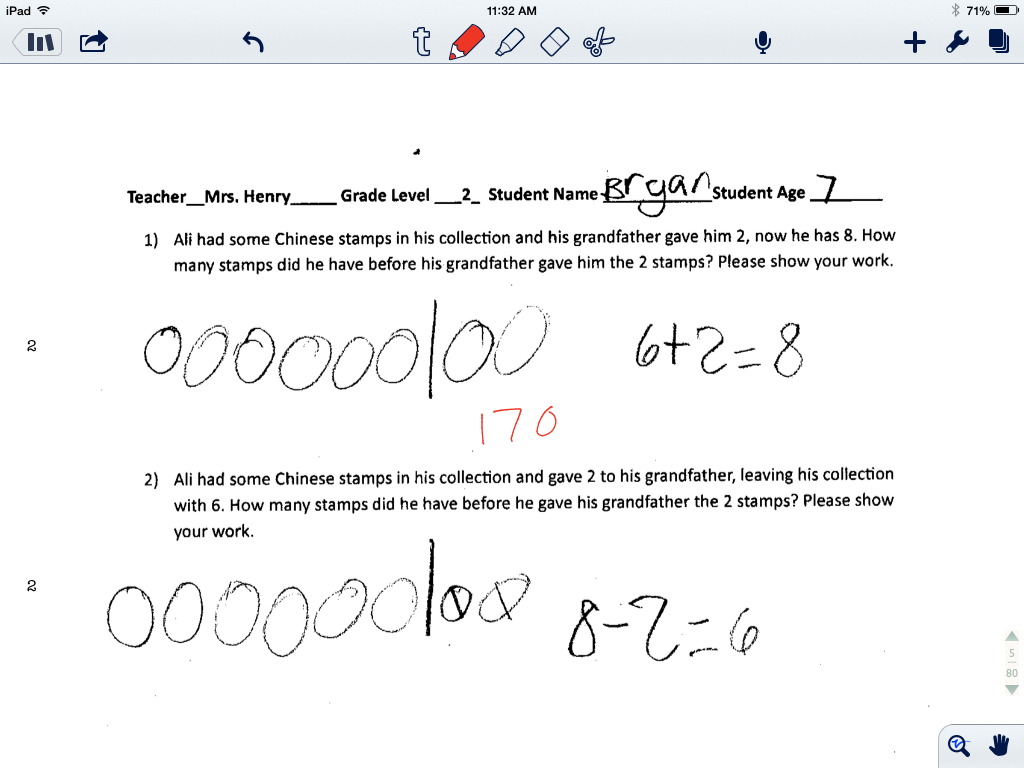 iPad 11:32 AM 71%
t
Teacher__Mrs. Henry_____ Grade Level ___2_ Student Name Bryan Student Age 7
1) Ali had some Chinese stamps in his collection and his grandfather gave him 2, now he has 8. How
many stamps did he have before his grandfather gave him the 2 stamps? Please show your work.
2 6+2=8
170
2) Ali had some Chinese stamps in his collection and gave 2 to his grandfather, leaving his collection
with 6. How many stamps did he have before he gave his grandfather the 2 stamps? Please show
your work.
2 8-2=6
5
80